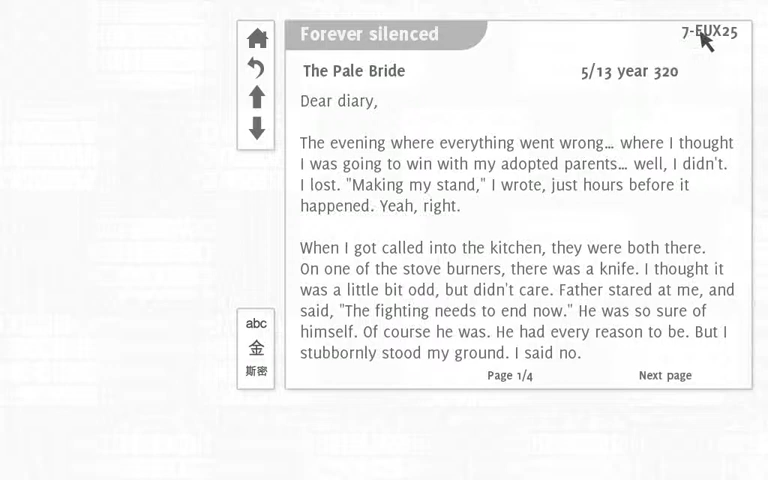 Forever silenced
7-EUX25
The Pale Bride
5/13 year 320
Dear diary,
The evening where everything went wrong... where I thought
I was going to win with my adopted parents... well, I didn't.
I lost. "Making my stand," I wrote, just hours before it
happened. Yeah, right.
When I got called into the kitchen, they were both there.
On one of the stove burners, there was a knife. I thought it
was a little bit odd, but didn't care. Father stared at me, and
said, "The fighting needs to end now." He was so sure of
himself. Of course he was. He had every reason to be. But I
stubbornly stood my ground. I said no.
Page 1/4
Next page
abc
金
斯密